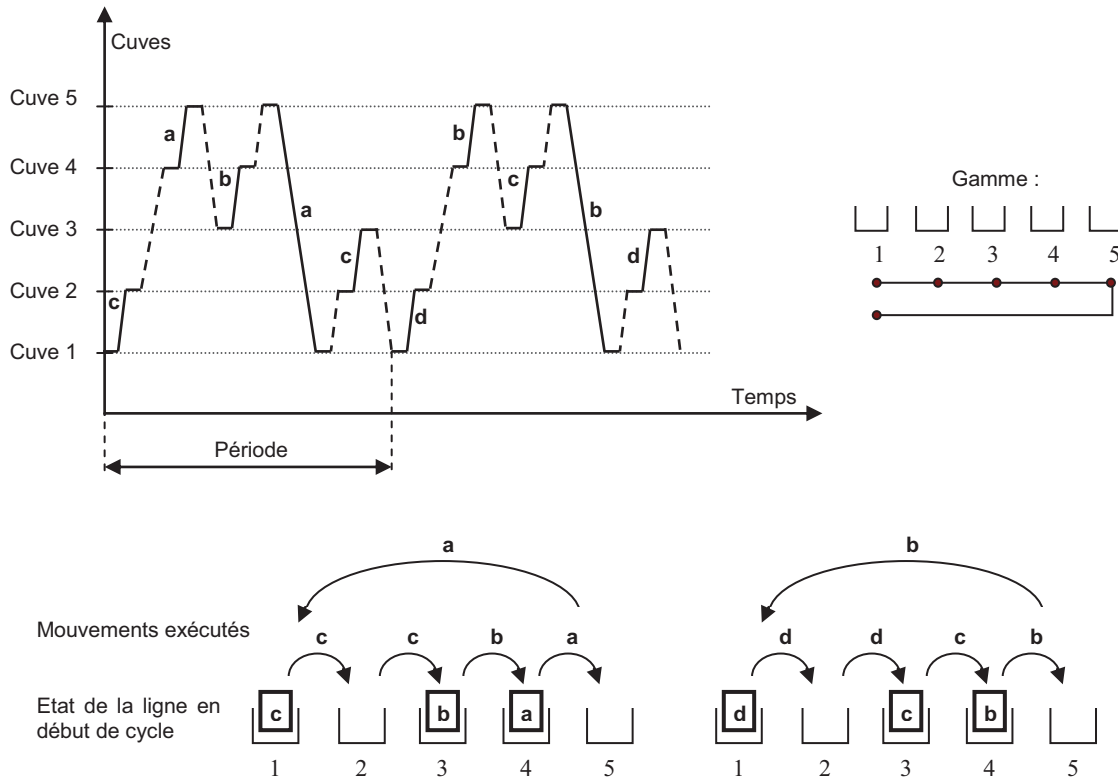 Cuves
Cuve 5
a
b
Cuve 4
b
c
a
b
Cuve 3
c
d
Cuve 2
c
d
Cuve 1
Temps
Période
Gamme :
1 2 3 4 5
a b
Mouvements exécutés
c c b a d d c b
Etat de la ligne en
début de cycle
c b a d c b
1 2 3 4 5 1 2 3 4 5